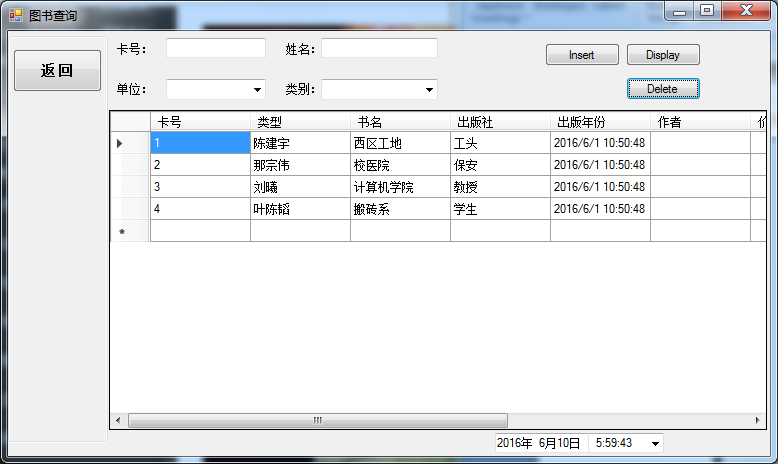 图书查询
返回
卡号： 姓名： Insert Display
单位： 类别： Delete
卡号 类型 书名 出版社 出版年份 作者
1 陈建宇 西区工地 工头 2016/6/1 10:50:48
2 那宗伟 校医院 保安 2016/6/1 10:50:48
3 刘曦 计算机学院 教授 2016/6/1 10:50:48
4 叶陈韬 搬砖系 学生 2016/6/1 10:50:48
*
2016年 6月10日 5:59:43